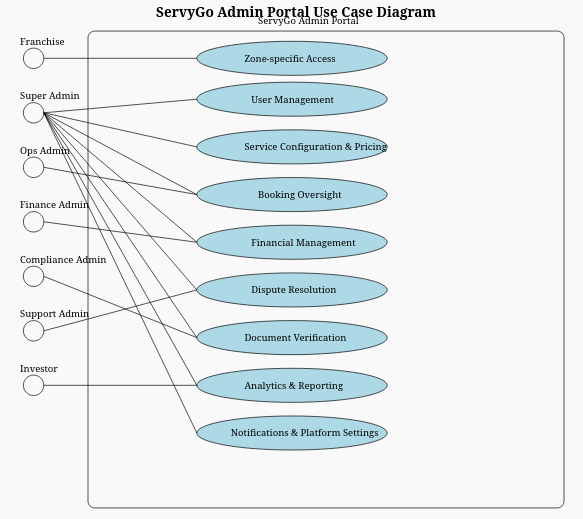 ServyGo Admin Portal Use Case Diagram
ServyGo Admin Portal
Franchise
Zone-specific Access
Super Admin
User Management
Service Configuration & Pricing
Ops Admin
Booking Oversight
Finance Admin
Financial Management
Compliance Admin
Dispute Resolution
Support Admin
Document Verification
Investor
Analytics & Reporting
Notifications & Platform Settings